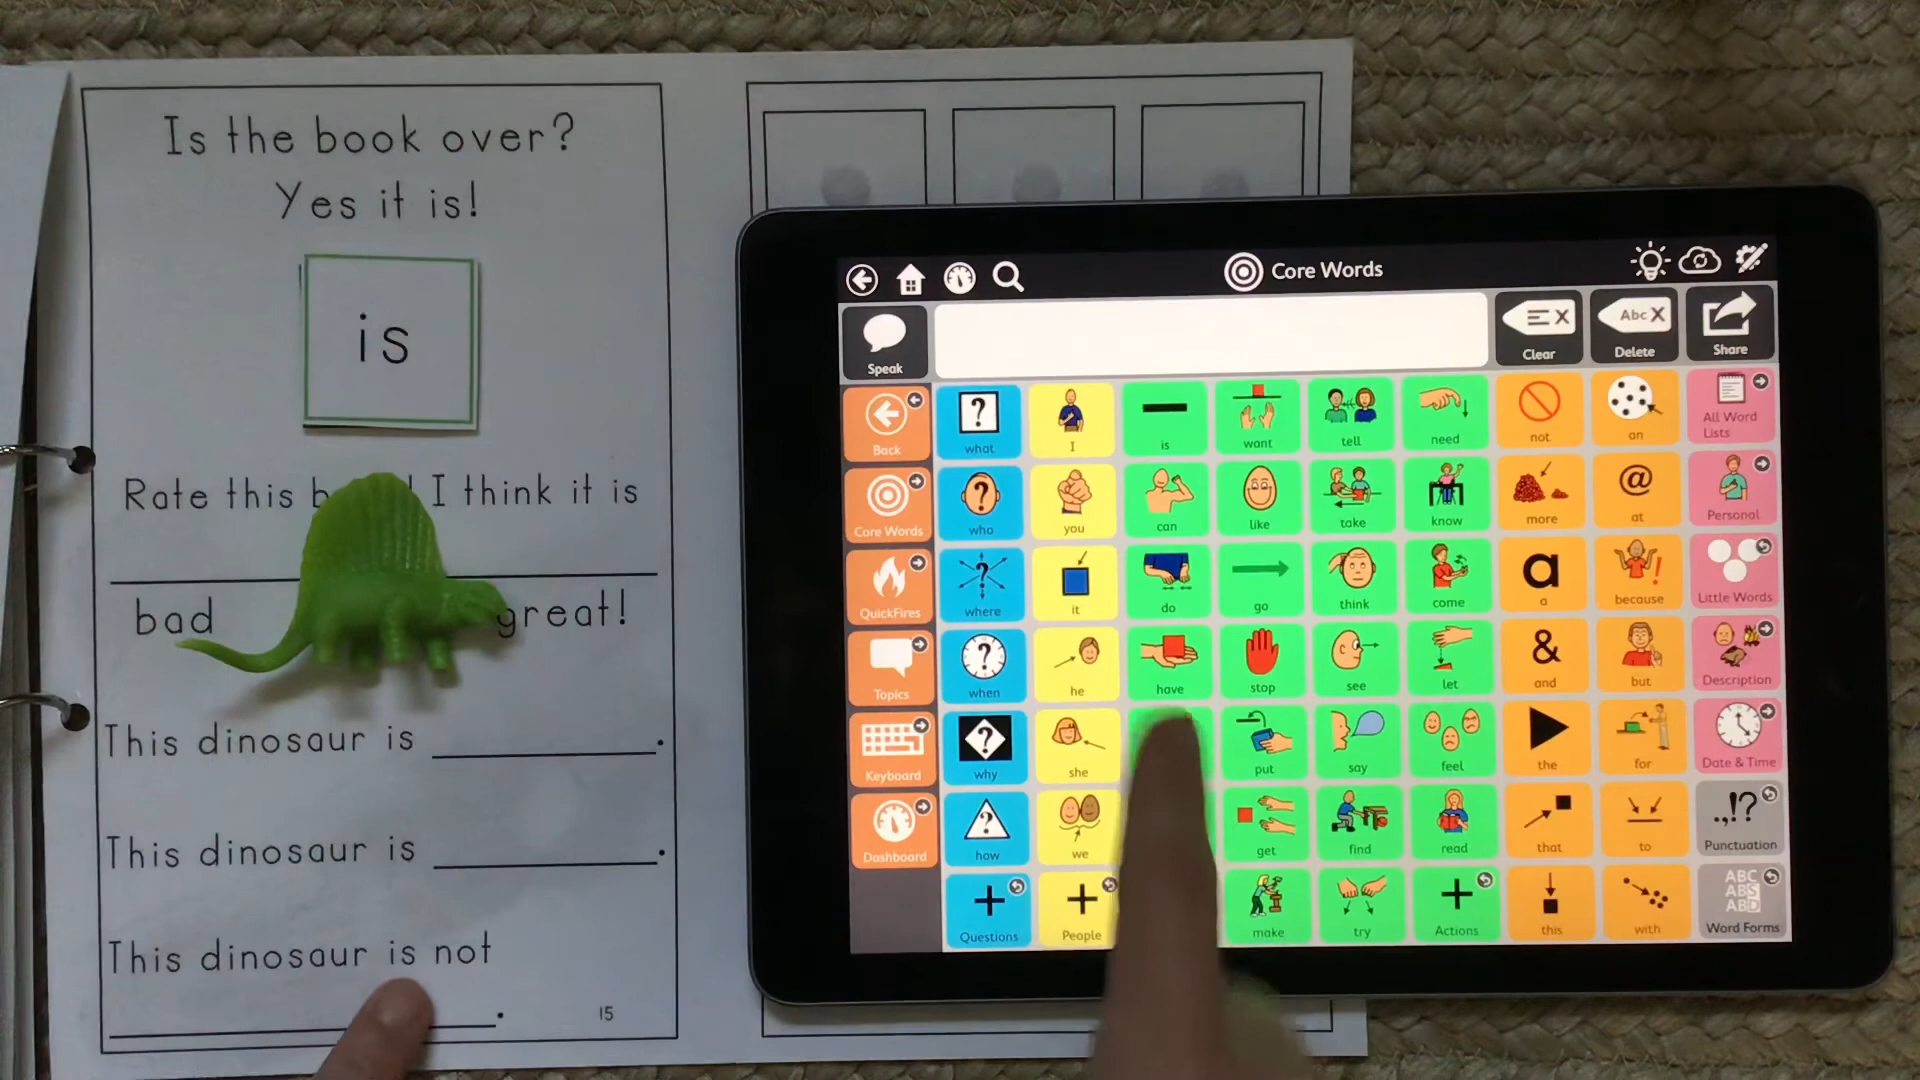 Is the book over?
Yes it is!
is
Rate this b I think it is
bad great!
This dinosaur is
This dinosaur is
This dinosaur is not
15
Core Words
Speak
Abc X
Clear Delete Share
Back what I is want tell need not an All Word Lists
Core Words who you can like take know more @ at Personal
QuickFires where it do go think come a a because Little Words
Topics when he have stop see let & and but Description
Keyboard why she put say feel the for Date & Time
Dashboard how we get find read that to .,!? Punctuation
Questions People make try Actions this with ABC ABS ABD Word Forms